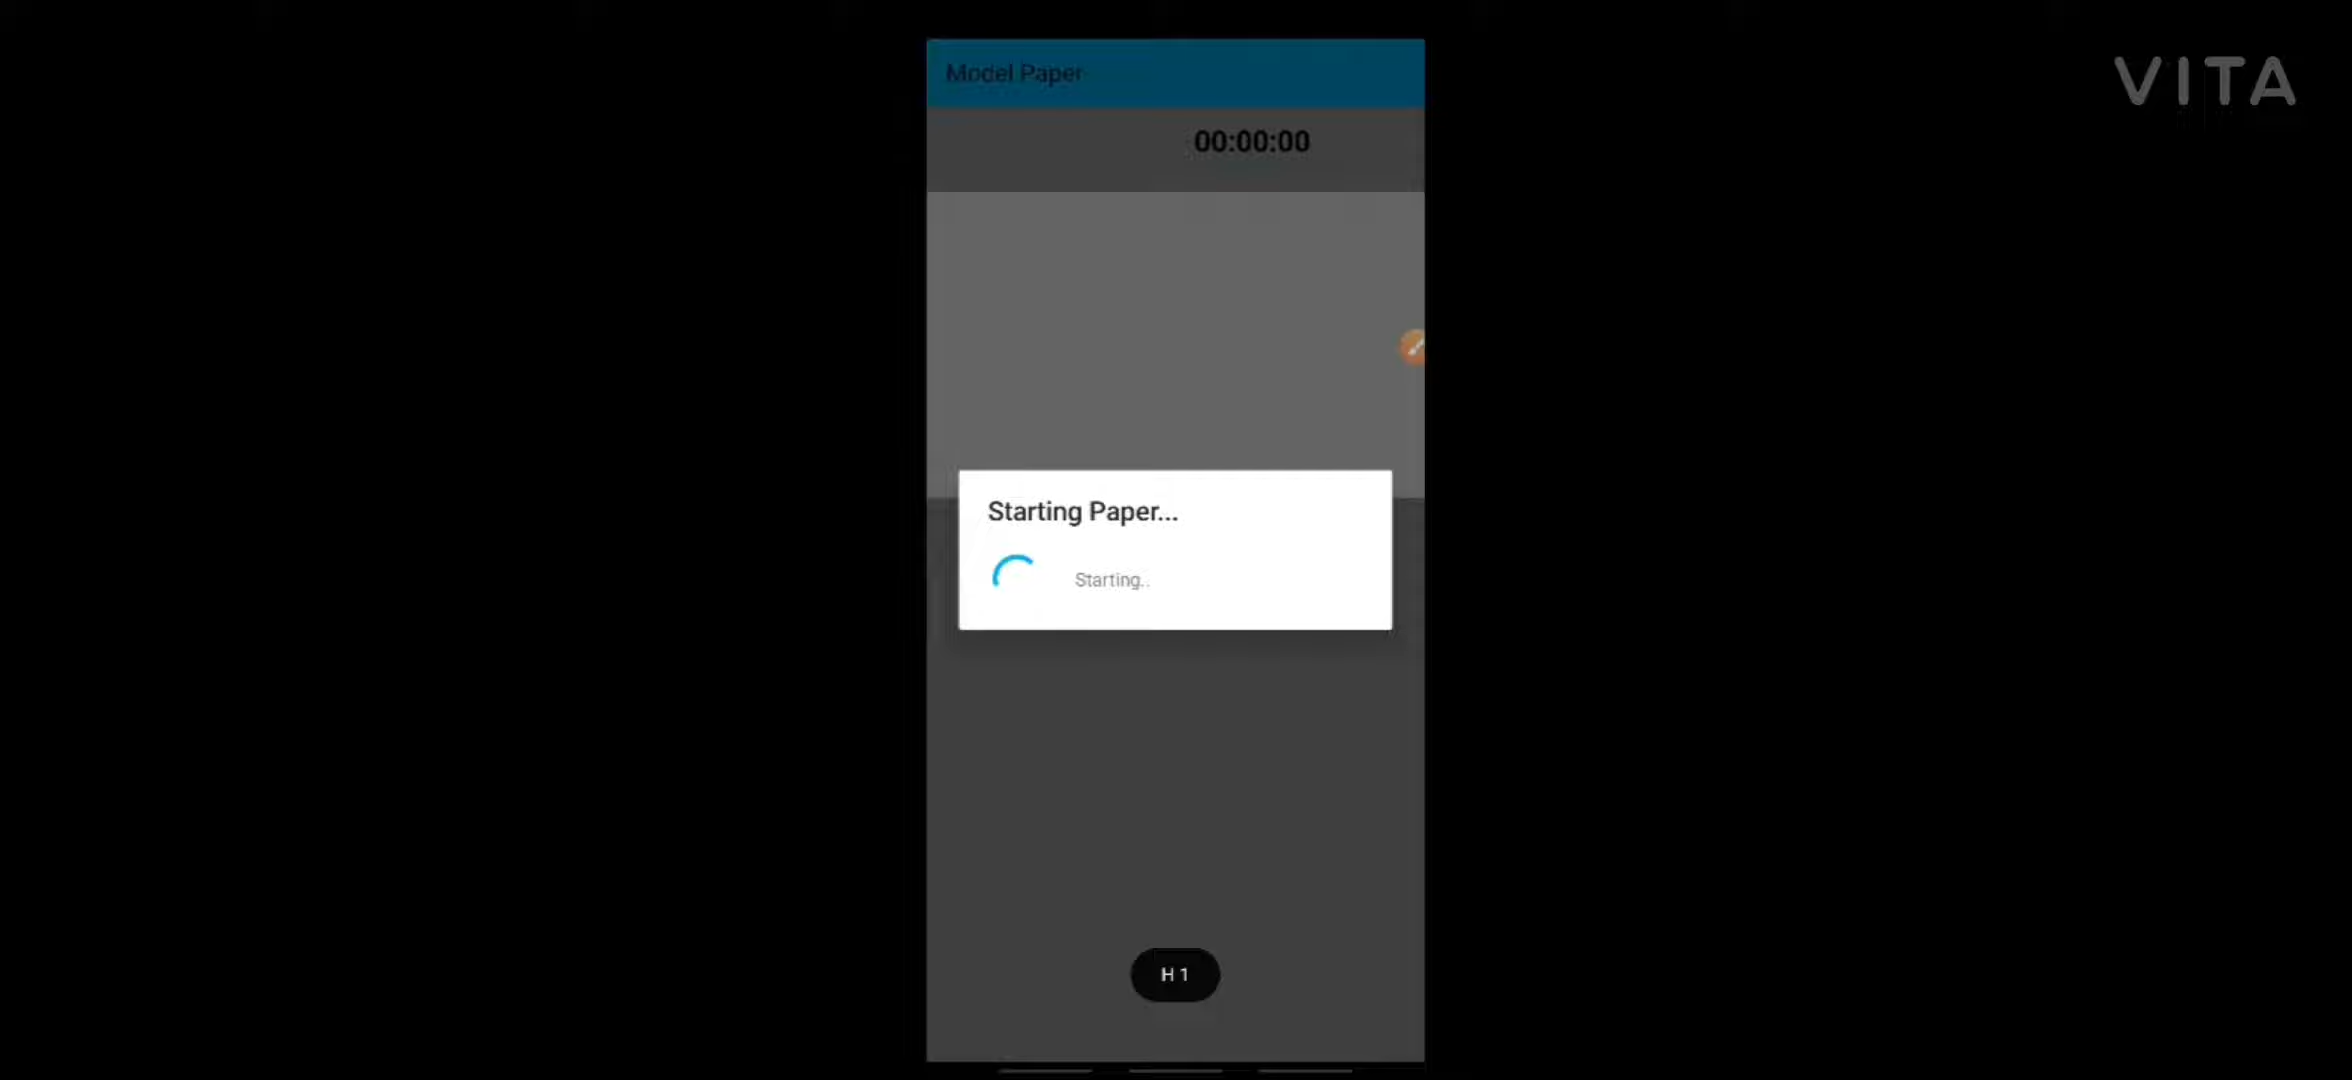 VITA
Model Paper
00:00:00
Starting Paper...
Starting..
H 1